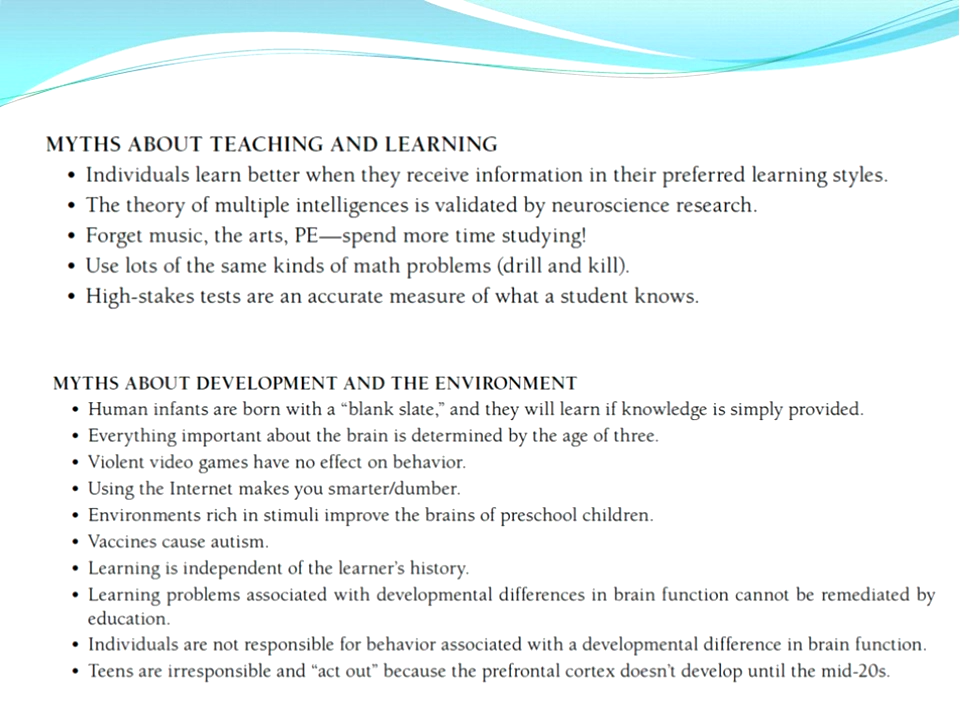 MYTHS ABOUT TEACHING AND LEARNING
• Individuals learn better when they receive information in their preferred learning styles.
• The theory of multiple intelligences is validated by neuroscience research.
• Forget music, the arts, PE—spend more time studying!
• Use lots of the same kinds of math problems (drill and kill).
• High-stakes tests are an accurate measure of what a student knows.
MYTHS ABOUT DEVELOPMENT AND THE ENVIRONMENT
• Human infants are born with a “blank slate,” and they will learn if knowledge is simply provided.
• Everything important about the brain is determined by the age of three.
• Violent video games have no effect on behavior.
• Using the Internet makes you smarter/dumber.
• Environments rich in stimuli improve the brains of preschool children.
• Vaccines cause autism.
• Learning is independent of the learner’s history.
• Learning problems associated with developmental differences in brain function cannot be remediated by
education.
• Individuals are not responsible for behavior associated with a developmental difference in brain function.
• Teens are irresponsible and “act out” because the prefrontal cortex doesn’t develop until the mid-20s.